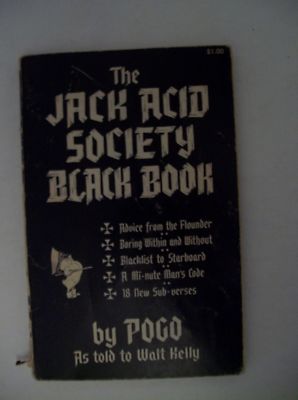 $1.00
The
JACK ACID
SOCIETY
BLACK BOOK
Advice from the Flounder
Boring Within and Without
Blacklist to Starboard
A Mi-nute Man's Code
18 New Sub-verses
by POGO
As told to Walt Kelly